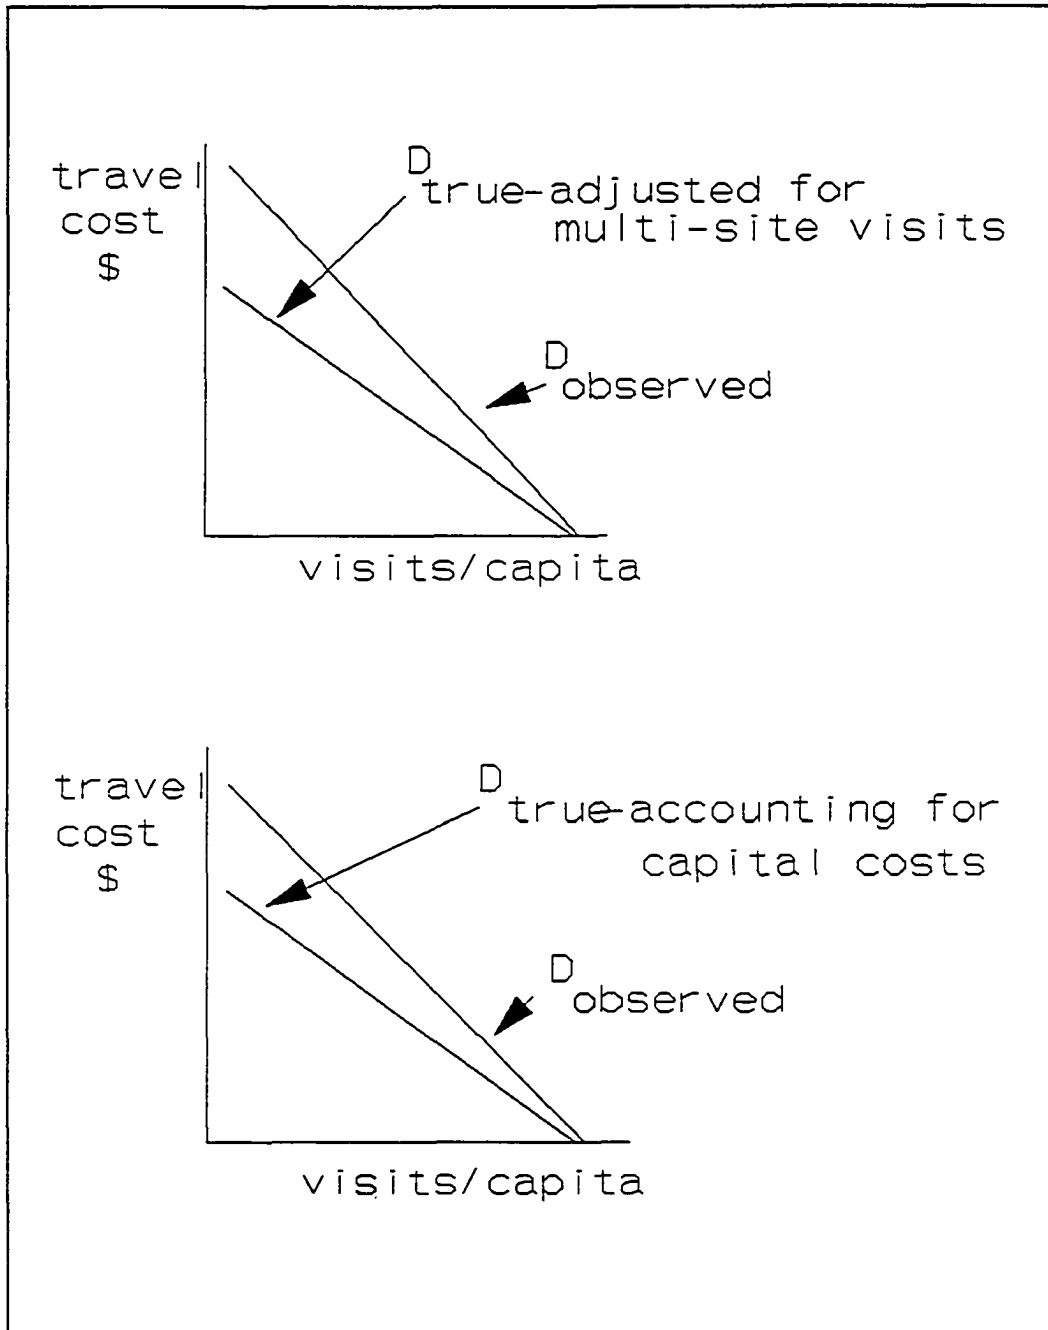 travel
cost
$
D
true-adjusted for
multi-site visits
D
observed
visits/capita
travel
cost
$
D
true-accounting for
capital costs
D
observed
visits/capita